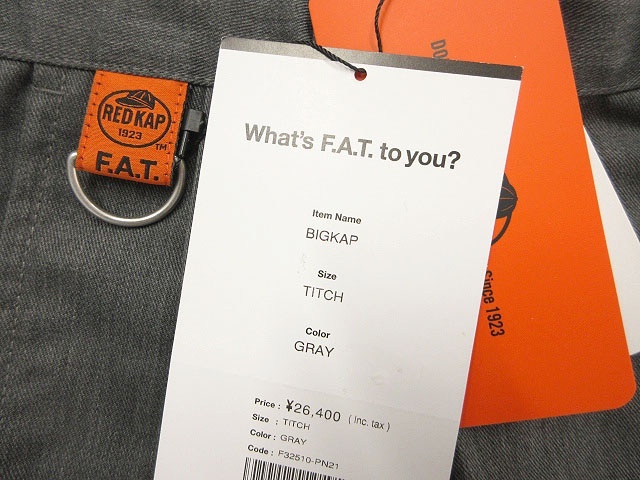 RED KAP
1923
TM
F.A.T.
What's F.A.T. to you?
Item Name
BIGKAP
Size
TITCH
Color
GRAY
Price : ¥26,400 ( Inc. tax )
Size : TITCH
Color : GRAY
Code : F32510-PN21
DO
Since 1923